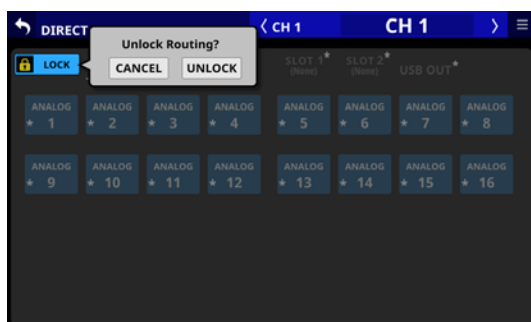 DIRECT
CH 1
CH 1
Unlock Routing?
LOCK
CANCEL UNLOCK
SLOT 1* SLOT 2* USB OUT*
(None) (None)
ANALOG ANALOG ANALOG ANALOG ANALOG ANALOG ANALOG ANALOG
* 1 * 2 * 3 * 4 * 5 * 6 * 7 * 8
ANALOG ANALOG ANALOG ANALOG ANALOG ANALOG ANALOG ANALOG
* 9 * 10 * 11 * 12 * 13 * 14 * 15 * 16